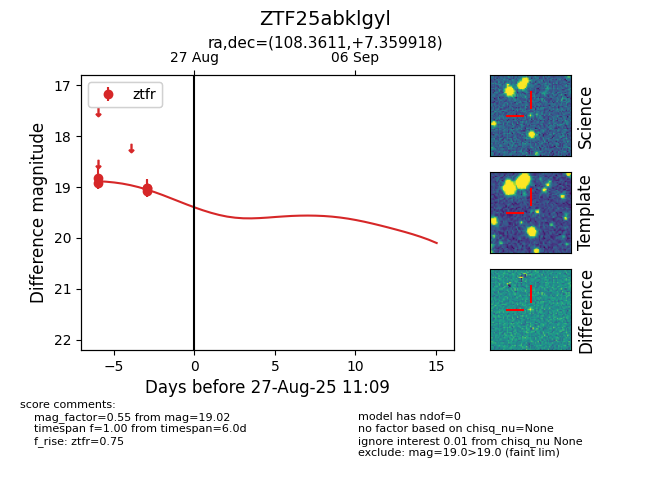 ZTF25abklgyl
ra,dec=(108.3611,+7.359918)
27 Aug
06 Sep
ztfr
17
18
19
20
21
22
Difference magnitude
−5
0
5
10
15
Days before 27-Aug-25 11:09
Science
Template
Difference
score comments:
mag_factor=0.55 from mag=19.02
timespan f=1.00 from timespan=6.0d
f_rise: ztfr=0.75
model has ndof=0
no factor based on chisq_nu=None
ignore interest 0.01 from chisq_nu None
exclude: mag=19.0>19.0 (faint lim)